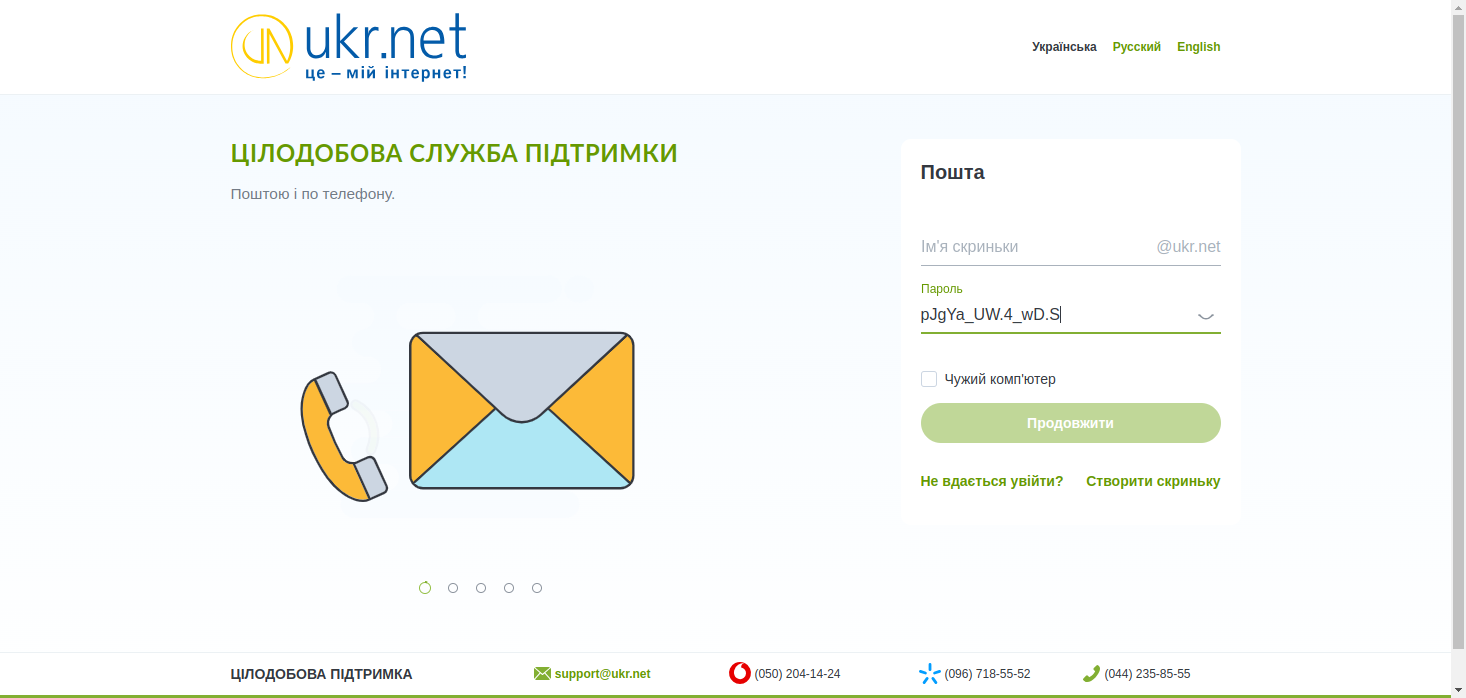 ukr.net
це – мій інтернет!
Українська Русский English
ЦІЛОДОБОВА СЛУЖБА ПІДТРИМКИ
Поштою і по телефону.
Пошта
Ім'я скриньки @ukr.net
Пароль
pJgYa_UW.4_wD.S
Чужий комп'ютер
Продовжити
Не вдається увійти? Створити скриньку
ЦІЛОДОБОВА ПІДТРИМКА support@ukr.net (050) 204-14-24 (096) 718-55-52 (044) 235-85-55